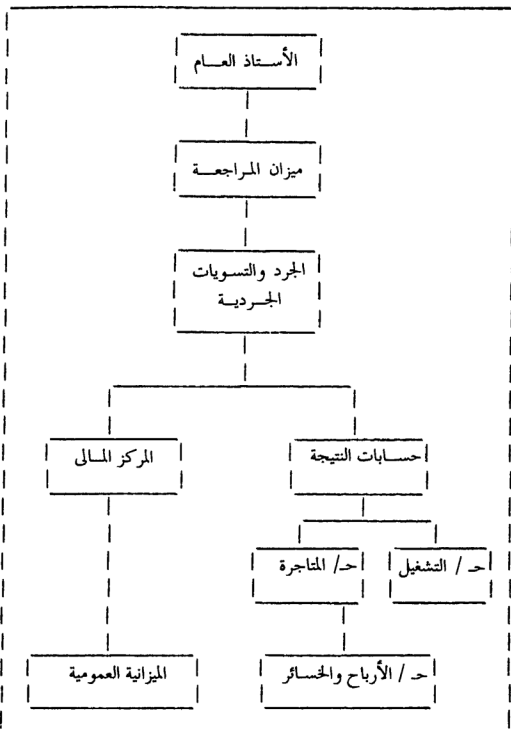 الأستاذ العام
ميزان المراجعة
الجرد والتسويات
الجردية
حسابات النتيجة
المركز المالى
حـ / التشغيل
حـ/ المتاجرة
حـ / الأرباح والخسائر
الميزانية العمومية